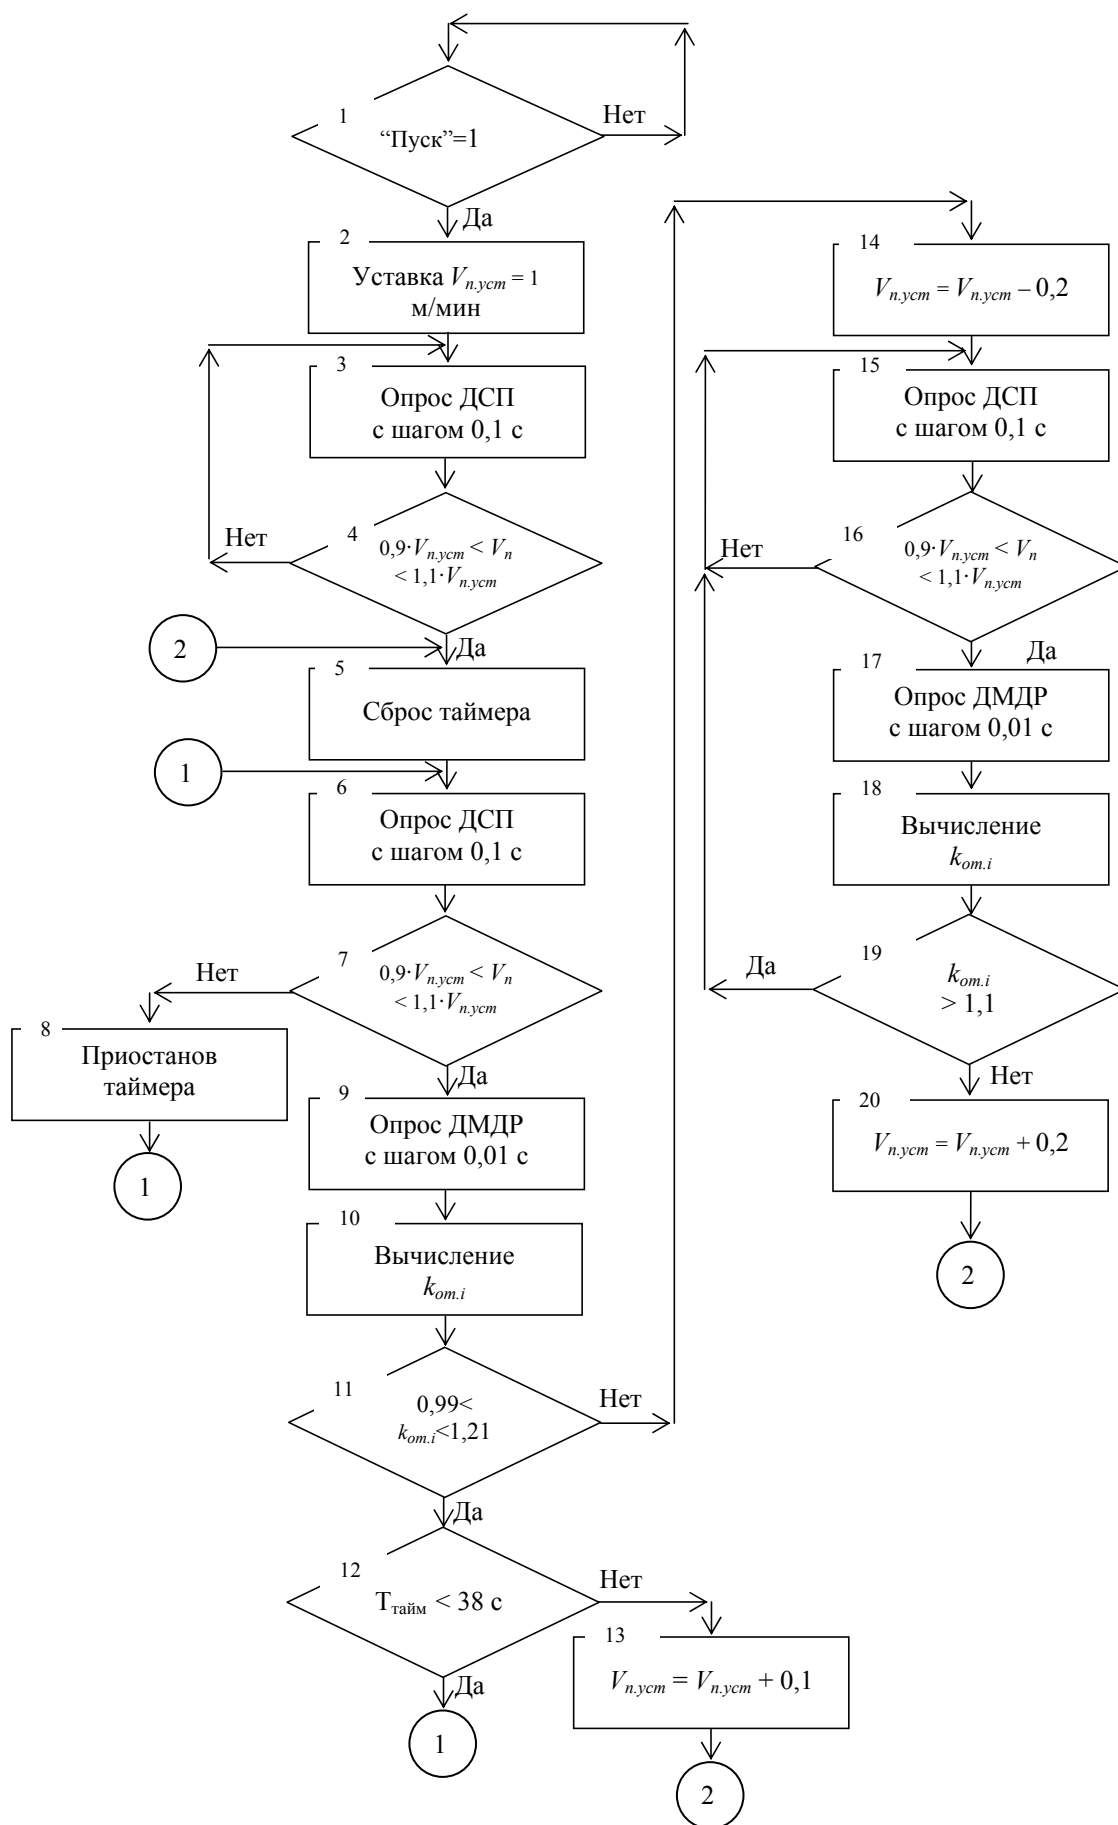 1
“Пуск”=1
Нет
Да
2
Уставка Vп.уст = 1
м/мин
3
Опрос ДСП
с шагом 0,1 с
4
0,9·Vп.уст < Vп
< 1,1·Vп.уст
Нет
Да
2
5
Сброс таймера
1
6
Опрос ДСП
с шагом 0,1 с
7
0,9·Vп.уст < Vп
< 1,1·Vп.уст
Нет
Да
8
Приостанов
таймера
1
9
Опрос ДМДР
с шагом 0,01 с
10
Вычисление
kот.i
11
0,99<
kот.i<1,21
Нет
Да
12
Ттайм < 38 с
Нет
Да
1
13
Vп.уст = Vп.уст + 0,1
2
14
Vп.уст = Vп.уст – 0,2
15
Опрос ДСП
с шагом 0,1 с
16
0,9·Vп.уст < Vп
< 1,1·Vп.уст
Нет
Да
17
Опрос ДМДР
с шагом 0,01 с
18
Вычисление
kот.i
19
kот.i
> 1,1
Да
Нет
20
Vп.уст = Vп.уст + 0,2
2